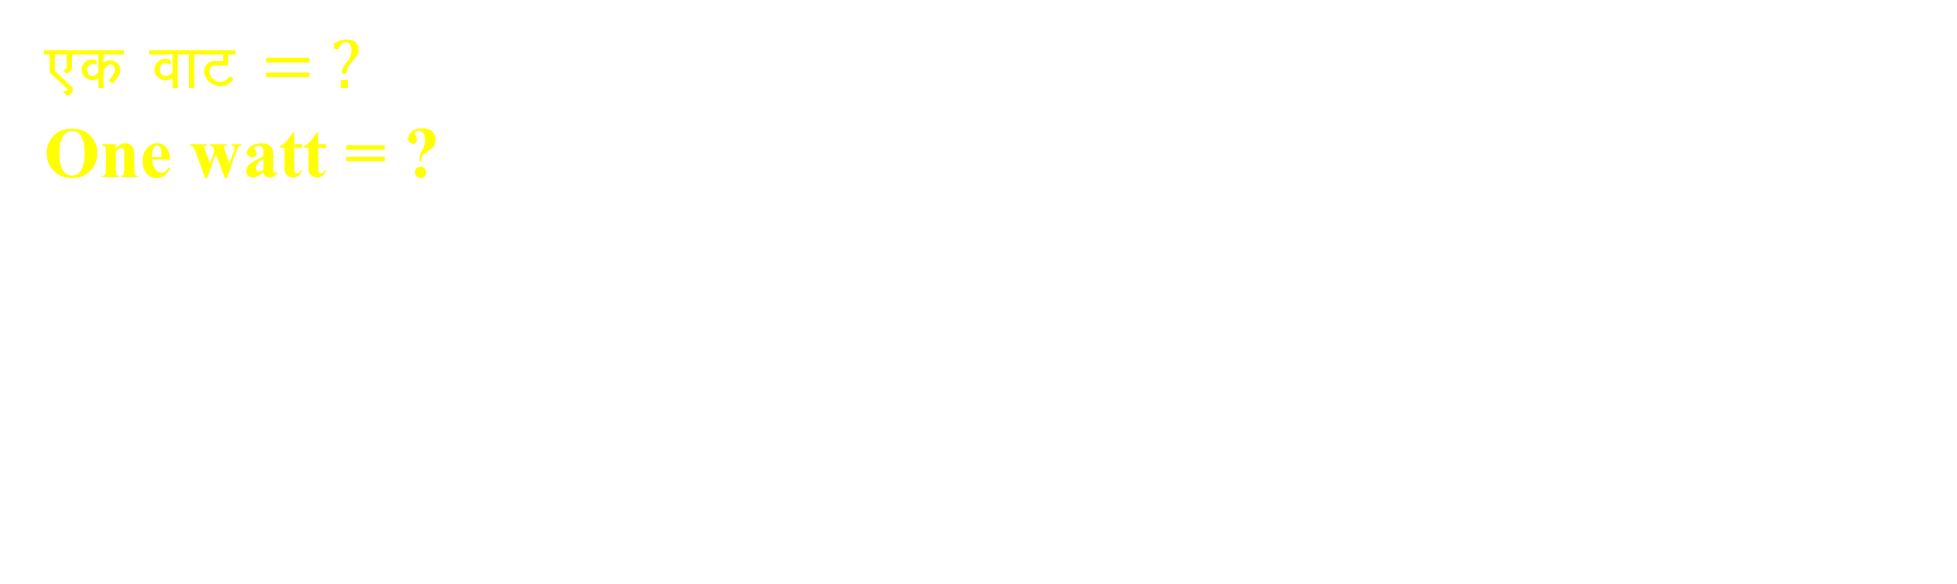 एक वाट = ?
One watt = ?